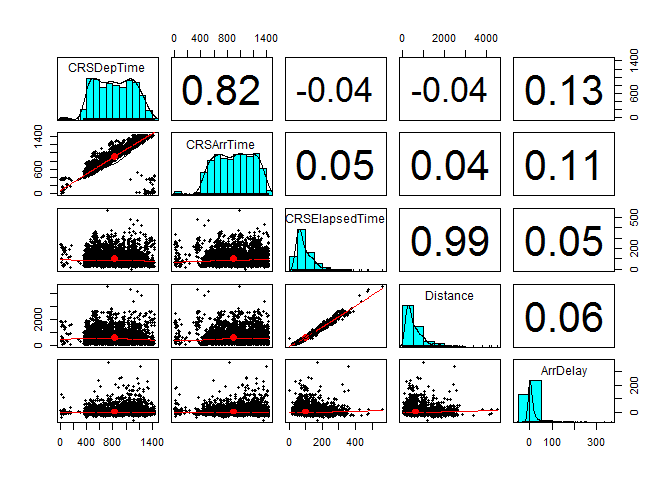 0 400 800 1400
0 2000 4000
CRSDepTime
0.82
-0.04
-0.04
0.13
0 600 1400
0 600 1400
CRSArrTime
0.05
0.04
0.11
CRSElapsedTime
0.99
0.05
0 200 500
0 2000
Distance
0.06
ArrDelay
0 200
0 400 800 1400
0 200 400
0 100 300